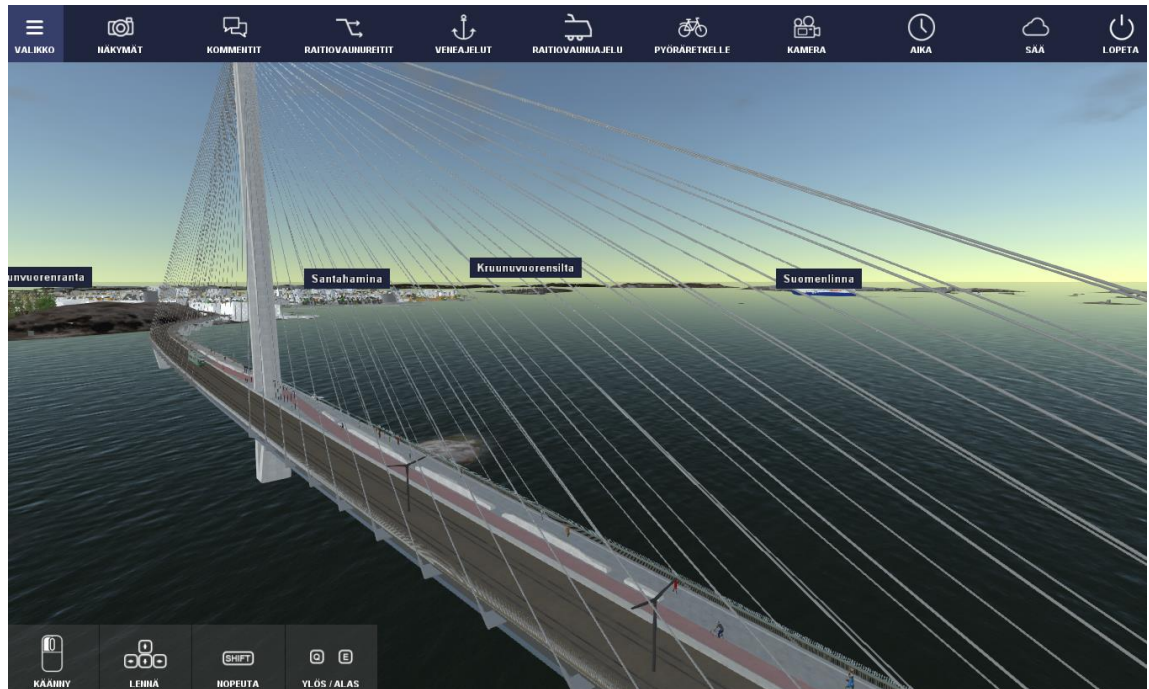 VALIKKO
NÄKYMÄT
KOMMENTIT
RAITIOVAUNUREITIT
VENEAJELUT
RAITIOVAUNUAJELU
PYÖRÄRETKELLE
KAMERA
AIKA
SÄÄ
LOPETA
unvuorenranta
Santahamina
Kruunuvuorensilta
Suomenlinna
SHIFT
Q E
KÄÄNNY
LENNÄ
NOPEUTA
YLÖS / ALAS